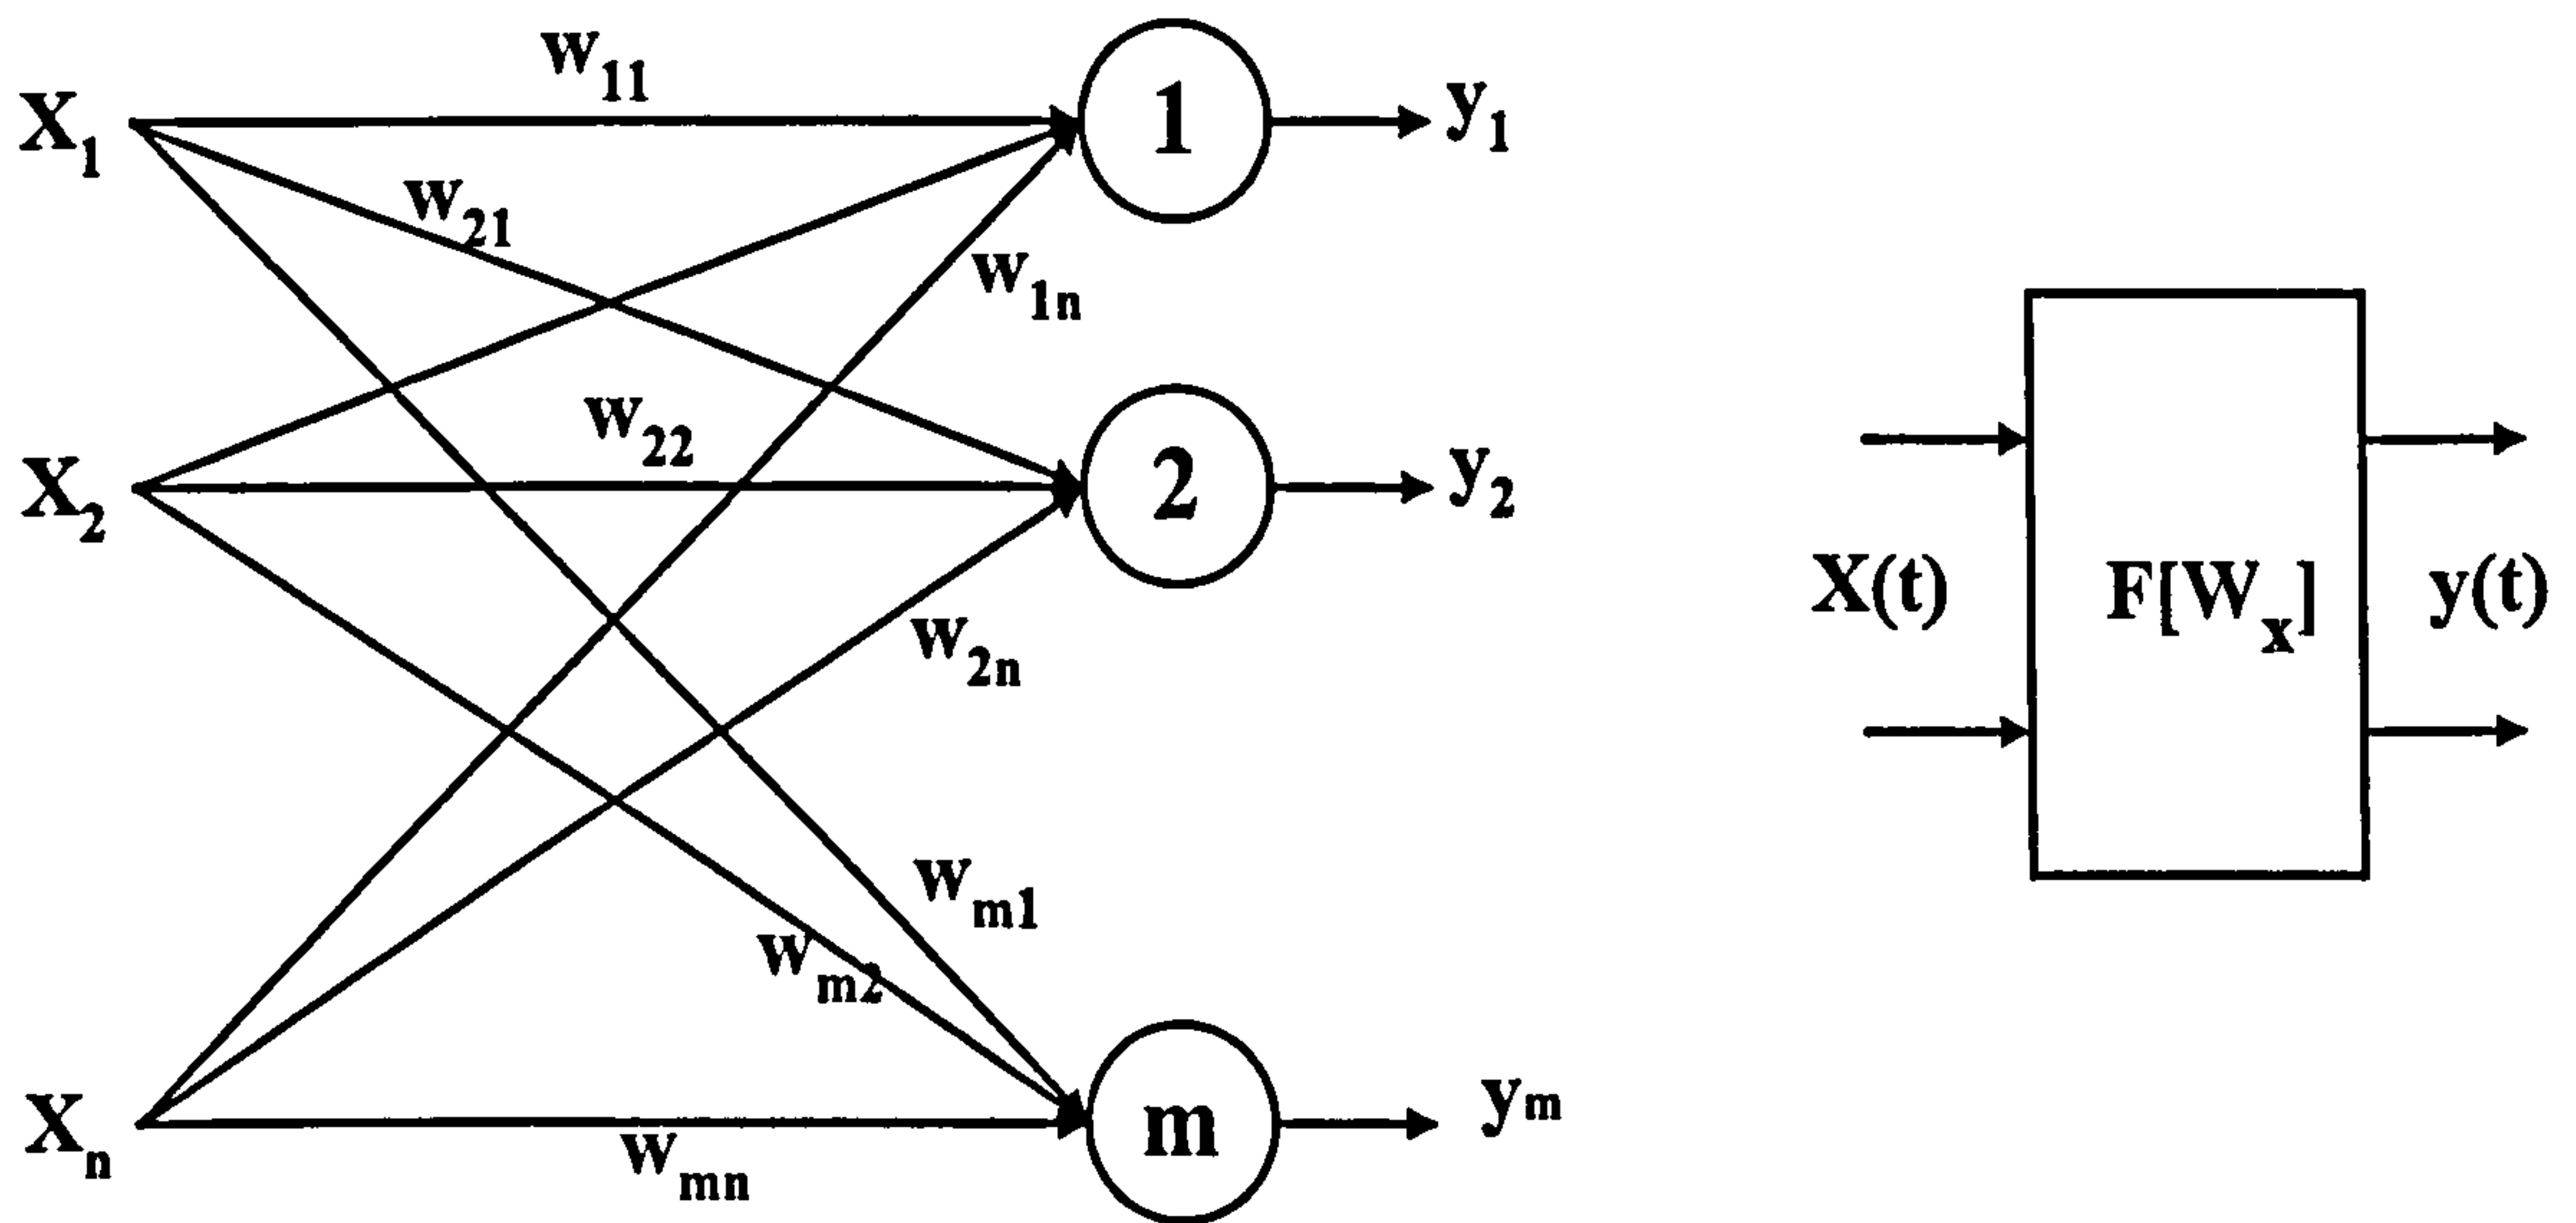 W₁₁
X₁
1
y₁
W₂₁
W₁ₙ
X₂
W₂₂
2
y₂
W₂ₙ
Wₘ₁
Wₘ₂
Xₙ
Wₘₙ
m
yₘ
X(t)
F[Wₓ]
y(t)